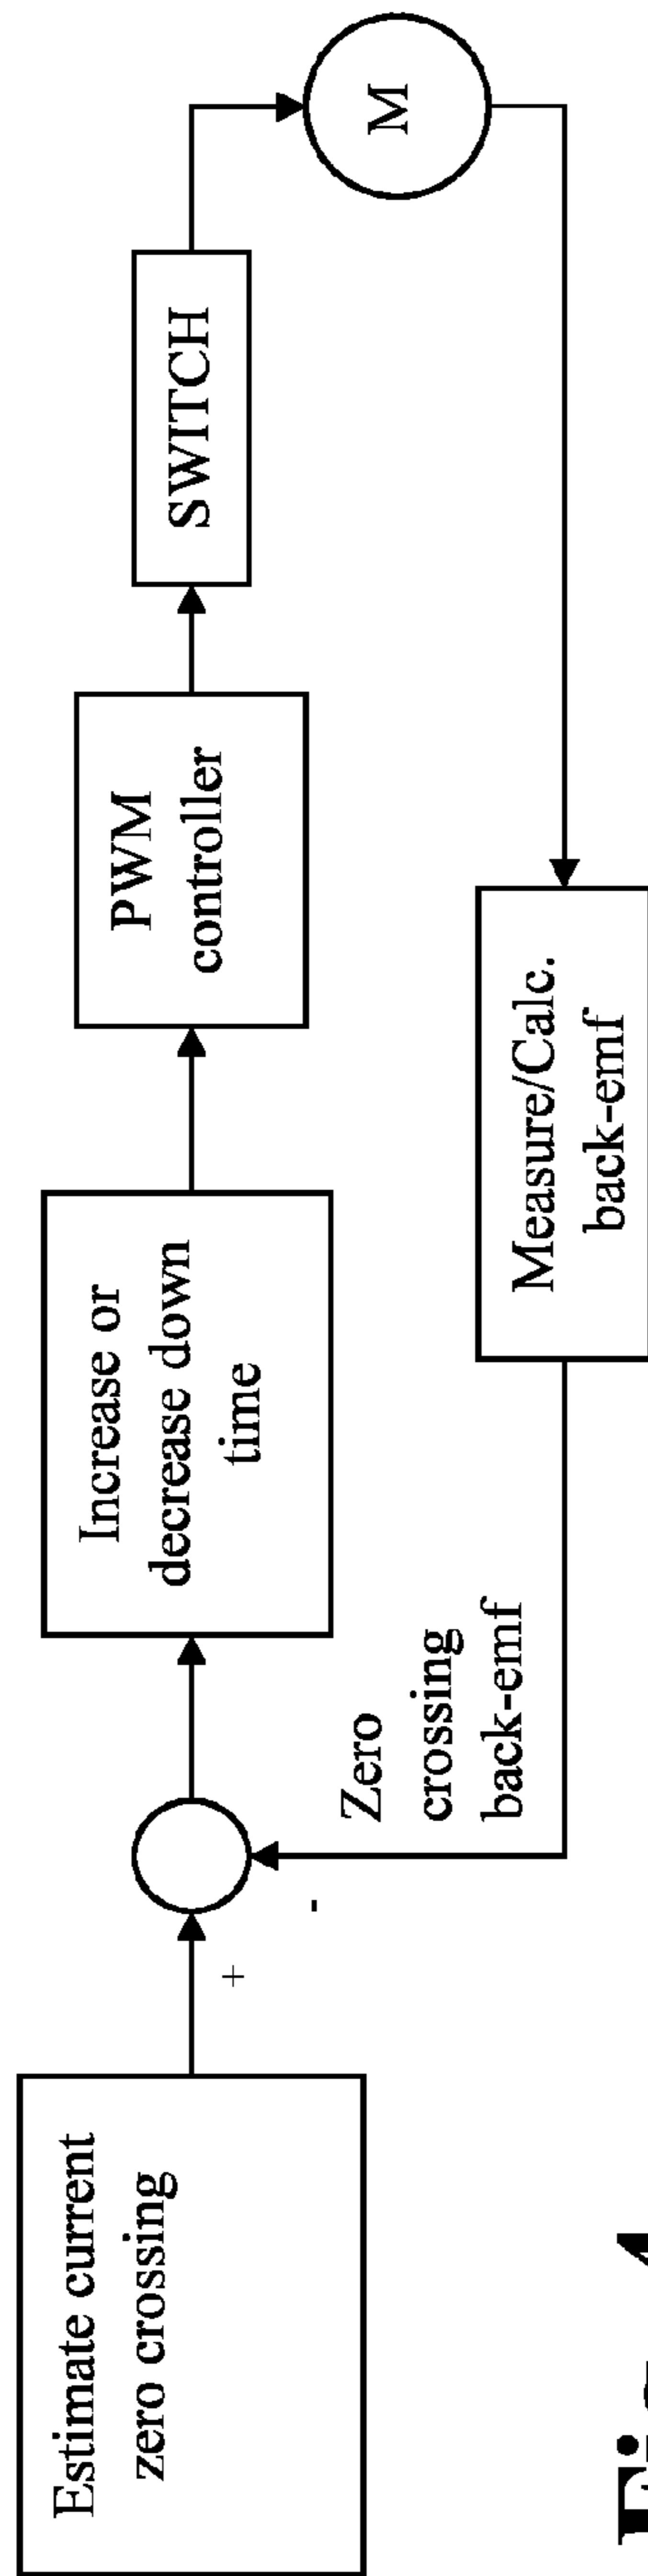 Estimate current
zero crossing
+
-
Increase or
decrease down
time
PWM
controller
SWITCH
M
Measure/Calc.
back-emf
Zero
crossing
back-emf